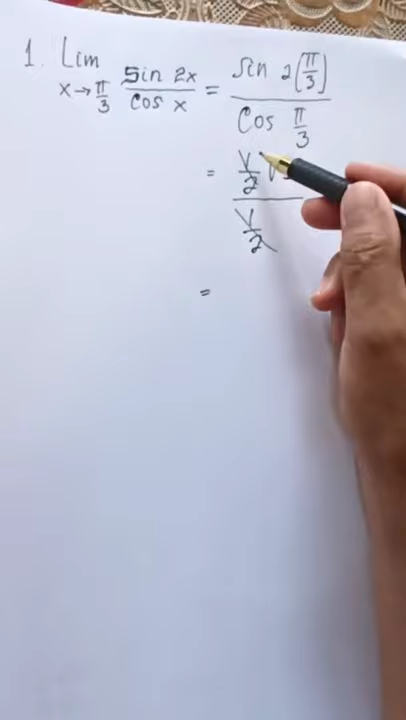 1. Lim x→π/3 Sin 2x / Cos x = Sin 2(π/3) / Cos π/3
= 1/2 √ / 1/2
=